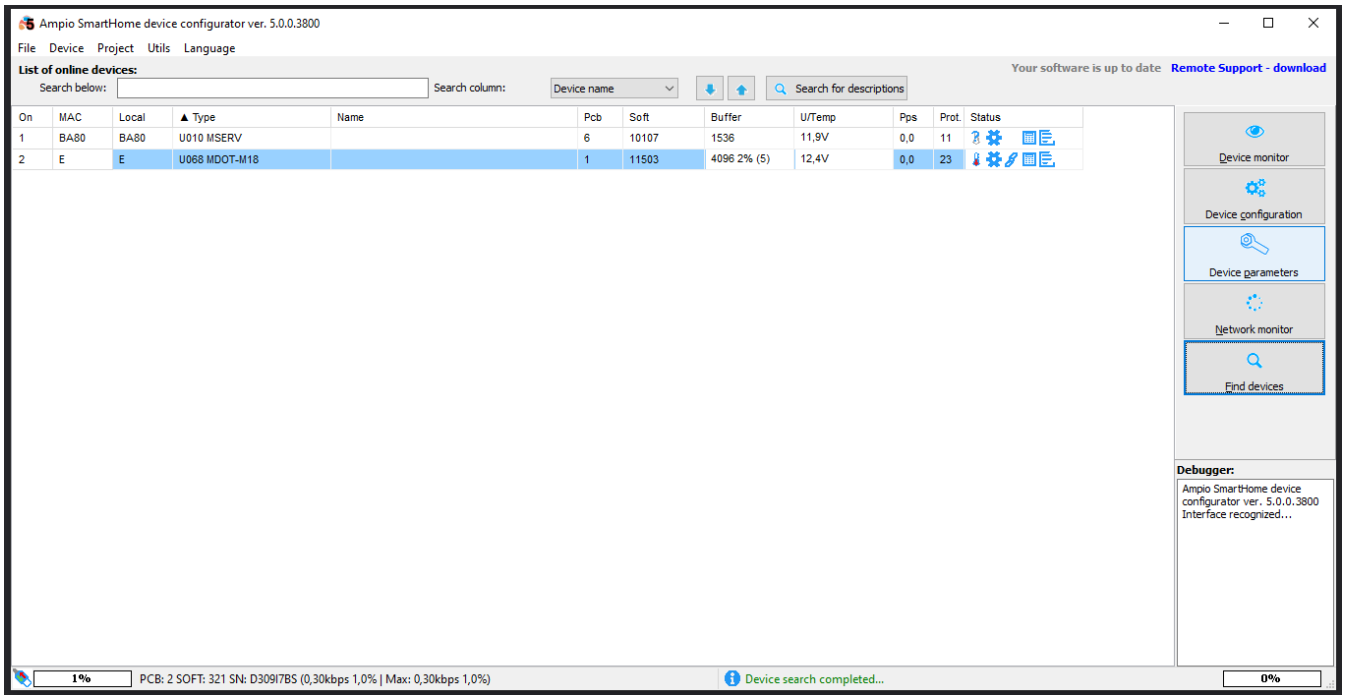 Ampio SmartHome device configurator ver. 5.0.0.3800
File Device Project Utils Language
List of online devices:
Your software is up to date Remote Support - download
Search below: Search column: Device name Search for descriptions
On MAC Local ▲ Type Name Pcb Soft Buffer U/Temp Pps Prot. Status
1 BA80 BA80 U010 MSERV 6 10107 1536 11,9V 0,0 11
2 E E U068 MDOT-M18 1 11503 4096 2% (5) 12,4V 0,0 23
Device monitor
Device configuration
Device parameters
Network monitor
Find devices
Debugger:
Ampio SmartHome device
configurator ver. 5.0.0.3800
Interface recognized...
1% PCB: 2 SOFT: 321 SN: D309I7BS (0,30kbps 1,0% | Max: 0,30kbps 1,0%) Device search completed... 0%